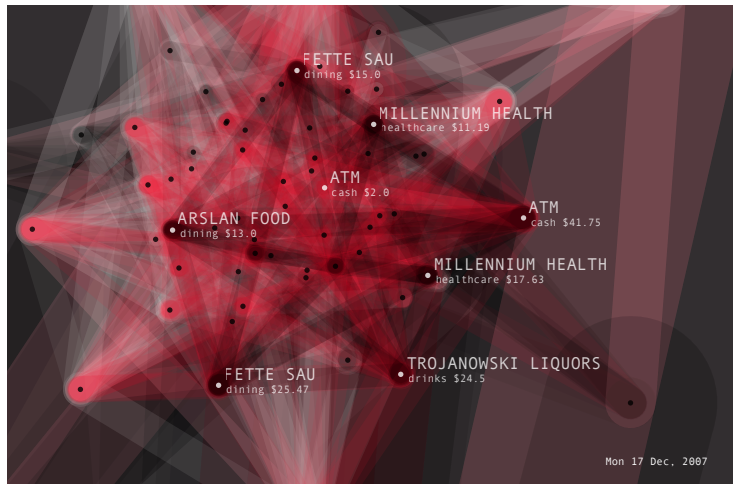 FETTE SAU
dining $15.0
MILLENNIUM HEALTH
healthcare $11.19
ATM
cash $2.0
ATM
cash $41.75
ARSLAN FOOD
dining $13.0
MILLENNIUM HEALTH
healthcare $17.63
TROJANOWSKI LIQUORS
drinks $24.5
FETTE SAU
dining $25.47
Mon 17 Dec, 2007